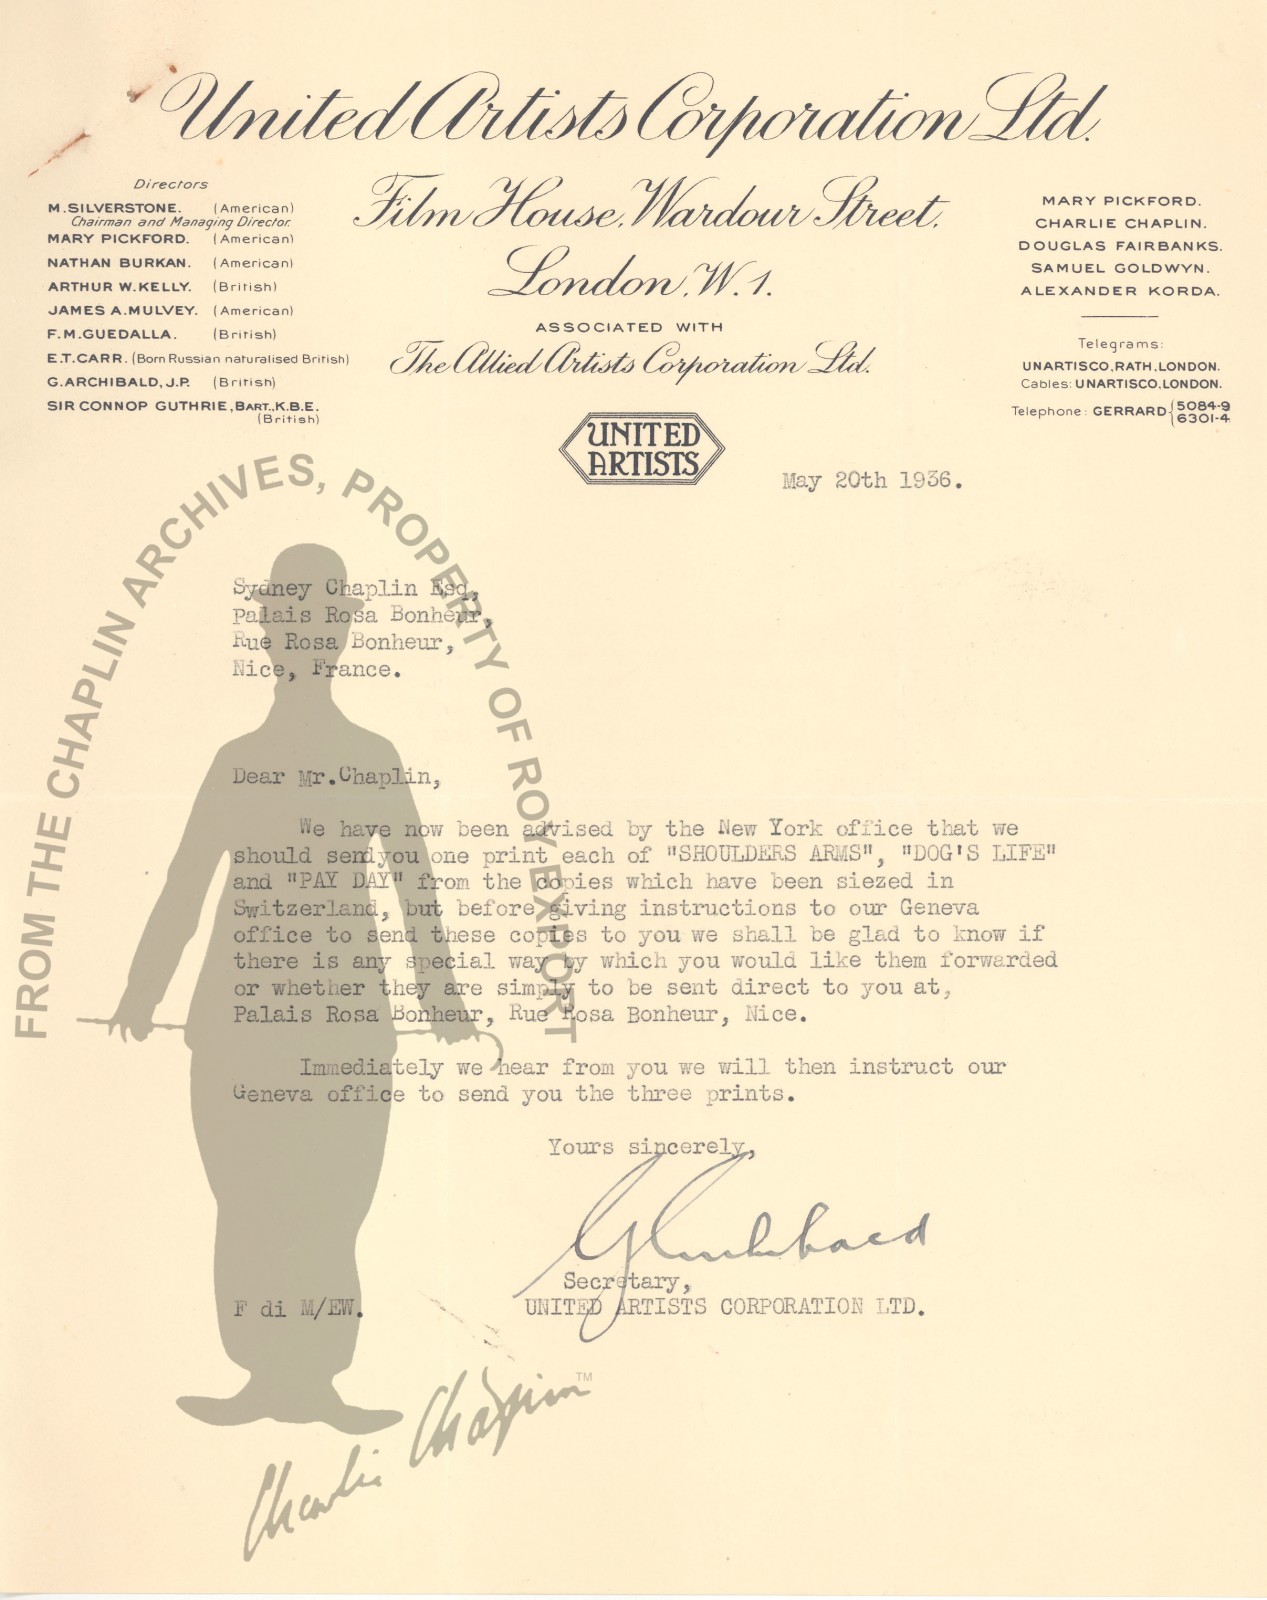 United Artists Corporation Ltd.
Directors
M. SILVERSTONE. (American)
Chairman and Managing Director.
MARY PICKFORD. (American)
NATHAN BURKAN. (American)
ARTHUR W. KELLY. (British)
JAMES A. MULVEY. (American)
F. M. GUEDALLA. (British)
E. T. CARR. (Born Russian naturalised British)
G. ARCHIBALD, J.P. (British)
SIR CONNOP GUTHRIE, BART., K.B.E.
(British)
Film House, Wardour Street,
London, W.1.
ASSOCIATED WITH
The Allied Artists Corporation Ltd.
UNITED
ARTISTS
MARY PICKFORD.
CHARLIE CHAPLIN.
DOUGLAS FAIRBANKS.
SAMUEL GOLDWYN.
ALEXANDER KORDA.
Telegrams:
UNARTISCO, RATH, LONDON.
Cables: UNARTISCO, LONDON.
Telephone: GERRARD { 5084-9
6301-4
May 20th 1936.
FROM THE CHAPLIN ARCHIVES, PROPERTY OF ROY EXPORT
Sydney Chaplin Esq,
Palais Rosa Bonheur,
Rue Rosa Bonheur,
Nice, France.
Dear Mr.Chaplin,
We have now been advised by the New York office that we
should send you one print each of "SHOULDERS ARMS", "DOG'S LIFE"
and "PAY DAY" from the copies which have been siezed in
Switzerland, but before giving instructions to our Geneva
office to send these copies to you we shall be glad to know if
there is any special way by which you would like them forwarded
or whether they are simply to be sent direct to you at,
Palais Rosa Bonheur, Rue Rosa Bonheur, Nice.
Immediately we hear from you we will then instruct our
Geneva office to send you the three prints.
Yours sincerely,
G Archibald
Secretary,
F di M/EW.
UNITED ARTISTS CORPORATION LTD.
Charlie Chaplin TM